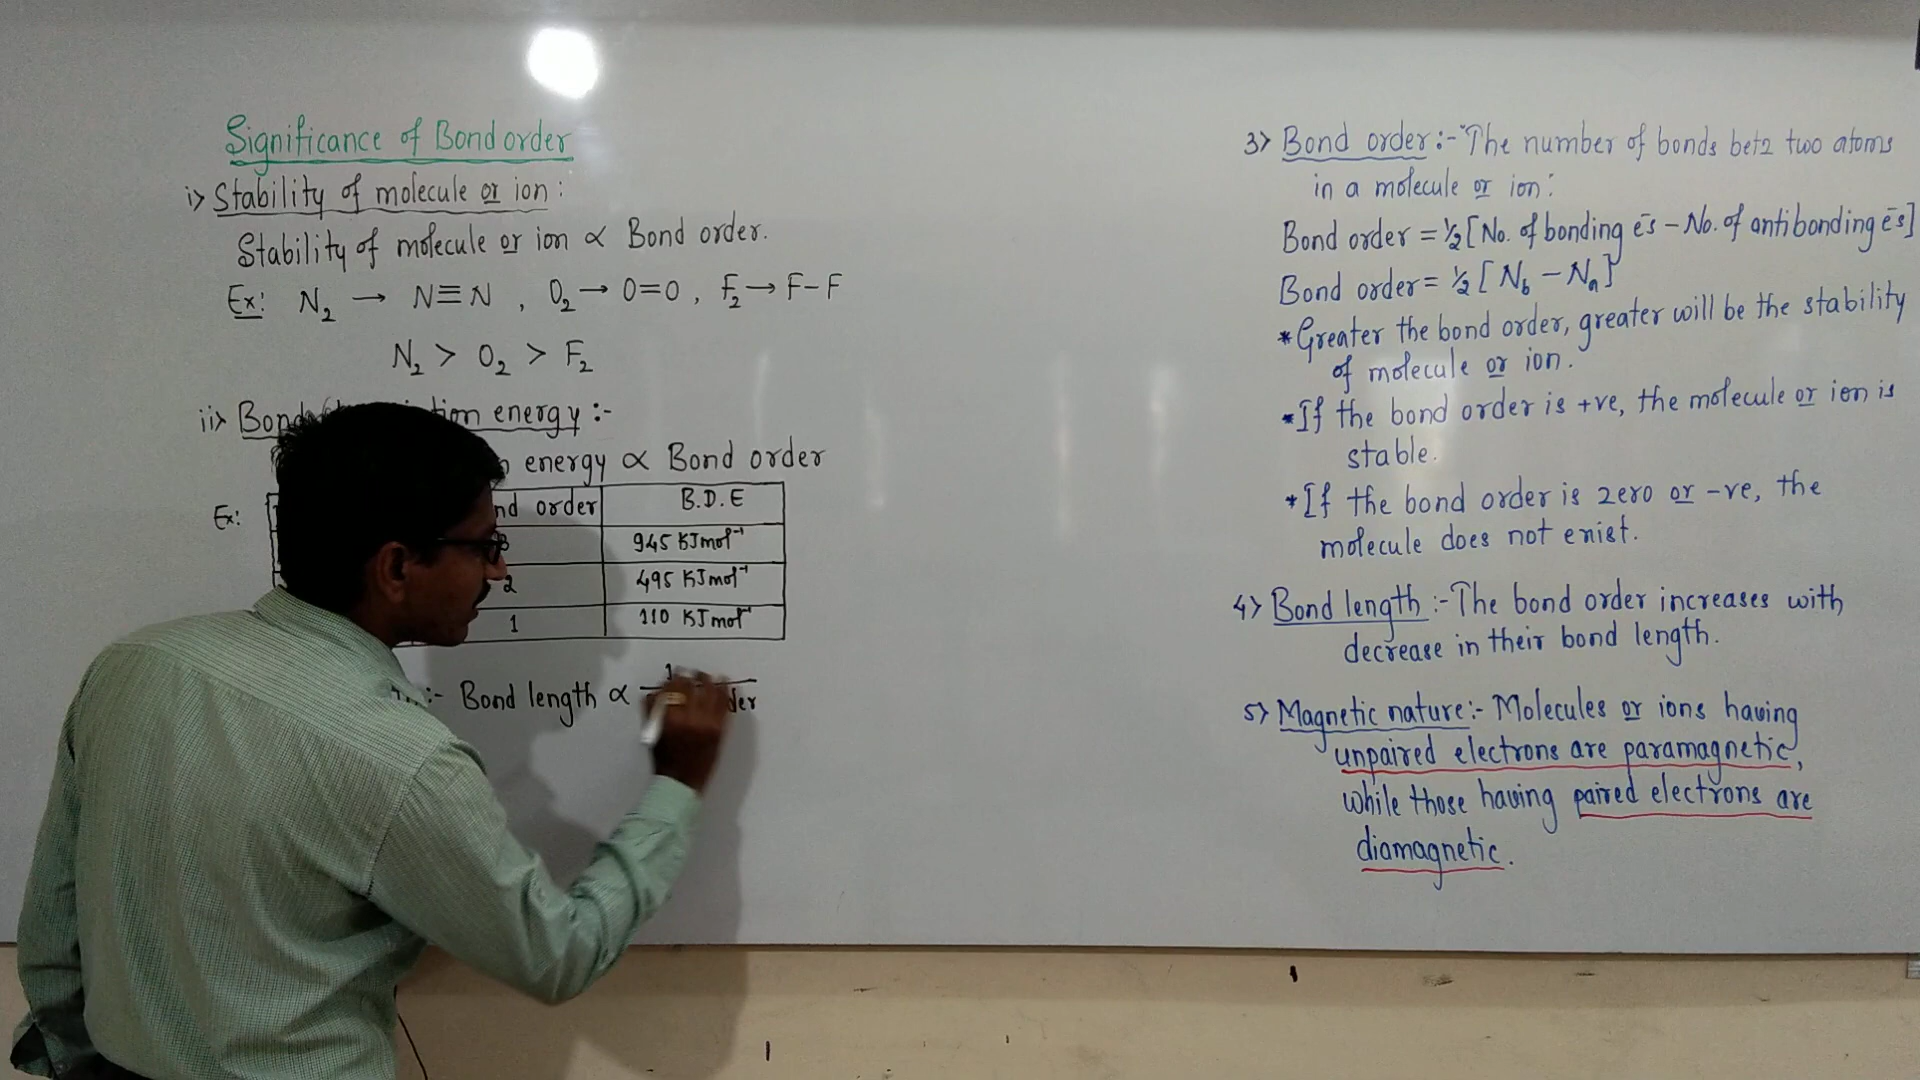 Significance of Bond order
i> Stability of molecule or ion :
Stability of molecule or ion ∝ Bond order.
Ex: N₂ → N≡N , O₂ → O=O , F₂ → F-F
N₂ > O₂ > F₂
ii> Bond energy :-
energy ∝ Bond order
Ex: order B.D.E
3 945 KJmol⁻¹
2 495 KJmol⁻¹
1 110 KJmol⁻¹
:- Bond length ∝ 1
3> Bond order :- "The number of bonds bet2 two atoms
in a molecule or ion:
Bond order = ½ [No. of bonding ēs - No. of antibonding ēs]
Bond order = ½ [ N_b - N_a ]
* Greater the bond order, greater will be the stability
of molecule or ion.
* If the bond order is +ve, the molecule or ion is
stable.
* If the bond order is zero or -ve, the
molecule does not exist.
4> Bond length :- The bond order increases with
decrease in their bond length.
5> Magnetic nature :- Molecules or ions having
unpaired electrons are paramagnetic,
while those having paired electrons are
diamagnetic.